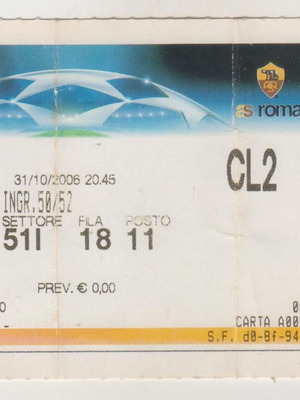 as roma
31/10/2006 20.45
CL2
INGR.50/52
SETTORE FILA POSTO
51I 18 11
PREV. € 0,00
CARTA A00
S.F. d0-8f-94